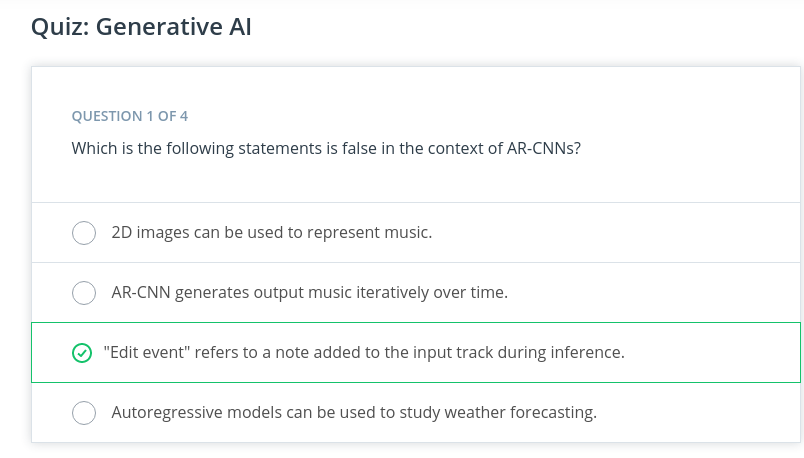 Quiz: Generative AI
QUESTION 1 OF 4
Which is the following statements is false in the context of AR-CNNs?
2D images can be used to represent music.
AR-CNN generates output music iteratively over time.
"Edit event" refers to a note added to the input track during inference.
Autoregressive models can be used to study weather forecasting.